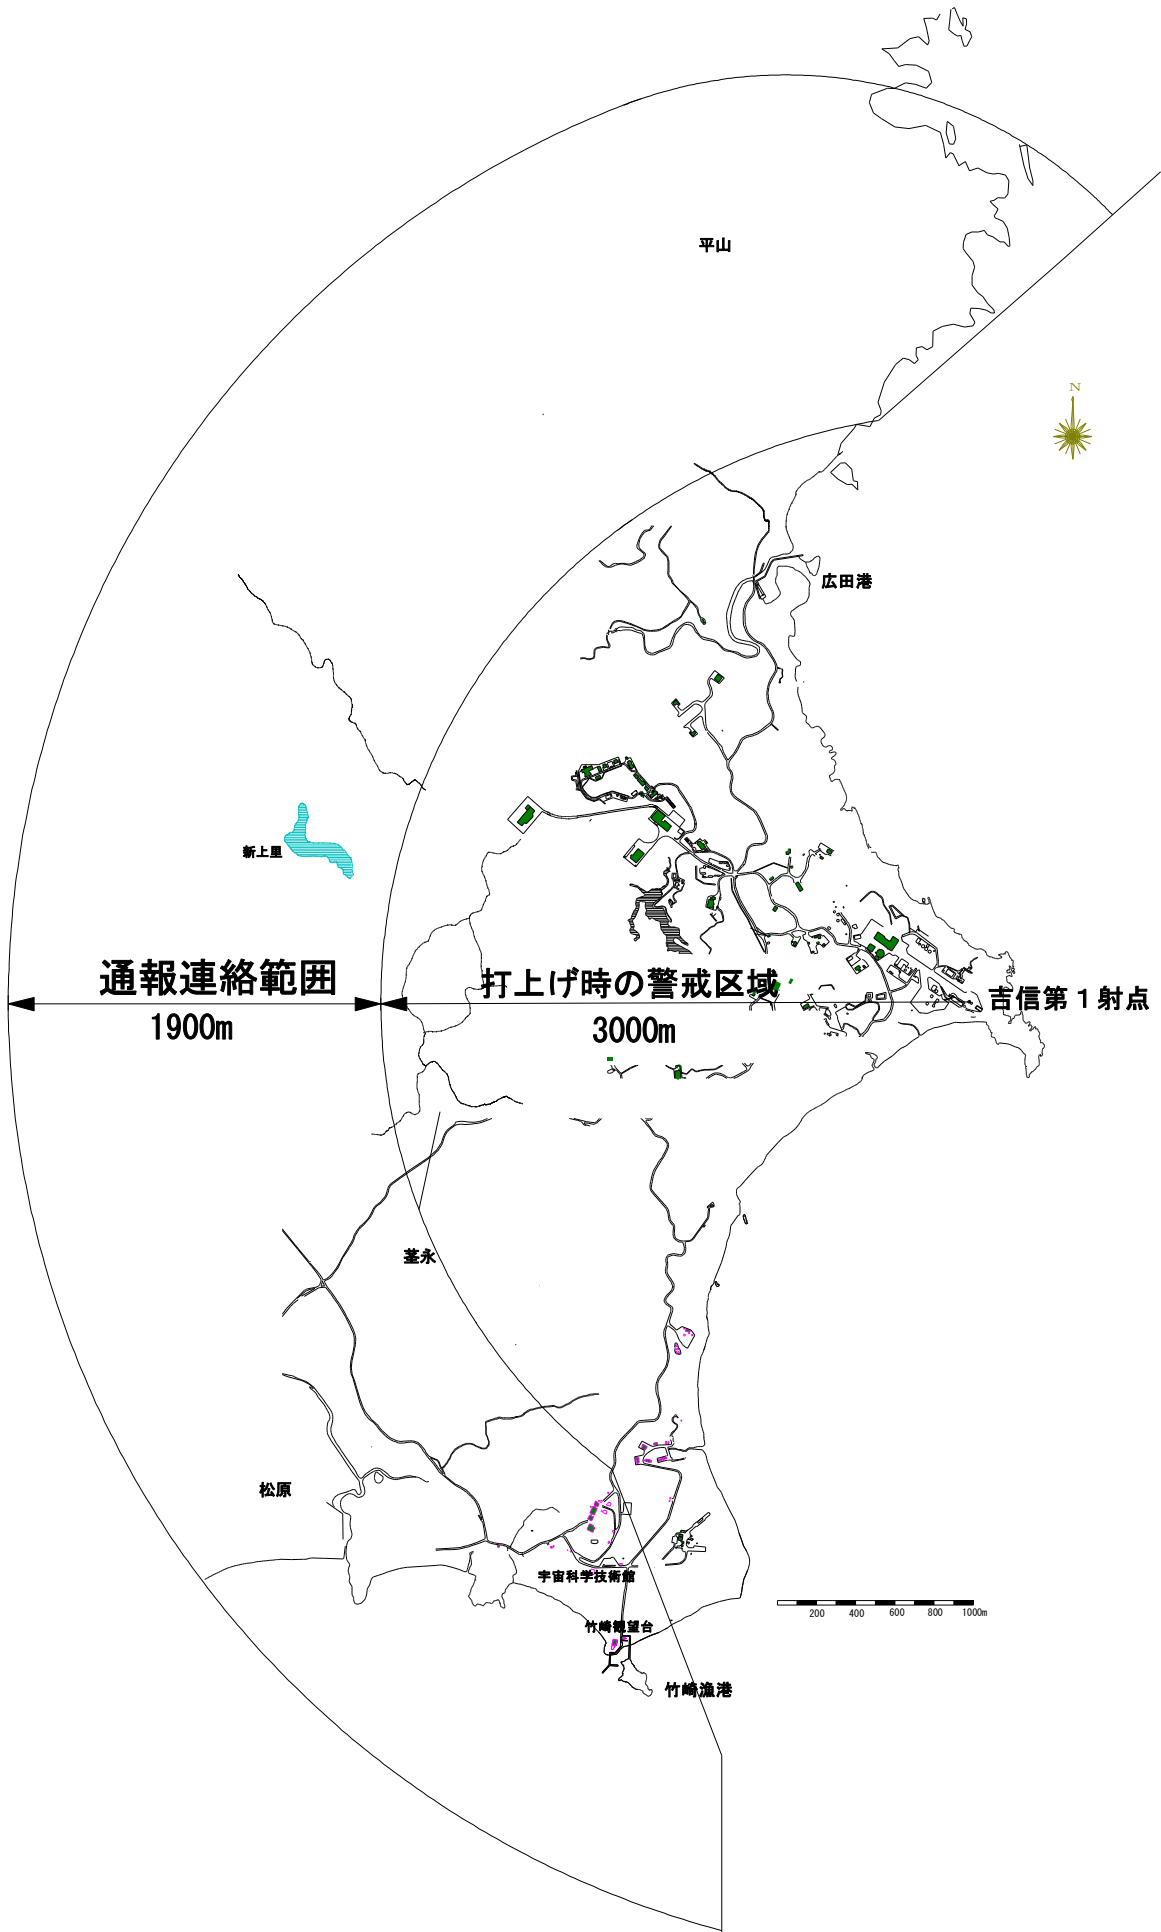 平山
N
広田港
新上里
通報連絡範囲
打上げ時の警戒区域
吉信第1射点
1900m
3000m
茎永
松原
宇宙科学技術館
200 400 600 800 1000m
竹崎観望台
竹崎漁港